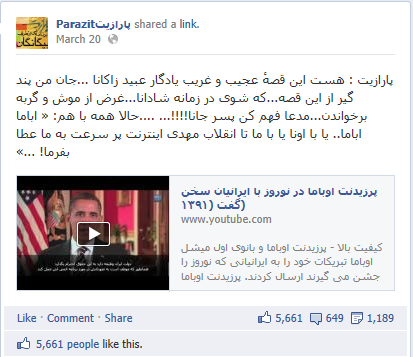 Parazitپارازیت shared a link.
March 20
پارازیت : هست این قصهٔ عجیب و غریب یادگار عبید زاکانا ...جان من پند
گیر از این قصه...که شوی در زمانه شادانا...غرض از موش و گربه
برخواندن...مدعا فهم کن پسر جانا!!!!... ....حالا همه با هم: « اباما
اباما.. یا با اونا یا با ما تا انقلاب مهدی اینترنت پر سرعت به ما عطا
بفرما! ...»
پرزیدنت اوباما در نوروز با ایرانیان سخن
گفت (۱۳۹۱)
www.youtube.com
کیفیت بالا - پرزیدنت اوباما و بانوی اول میشل
اوباما تبریکات خود را به ایرانیانی که نوروز را
جشن می گیرند ارسال کردند. پرزیدنت اوباما
Like · Comment · Share
5,661 649 1,189
5,661 people like this.